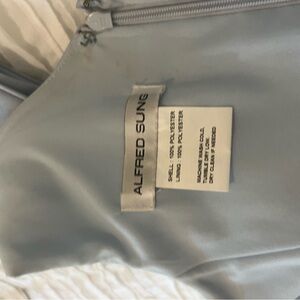 ALFRED SUNG
SHELL : 100% POLYESTER
LINING : 100% POLYESTER
MACHINE WASH COLD,
TUMBLE DRY LOW.
DRY CLEAN IF NEEDED